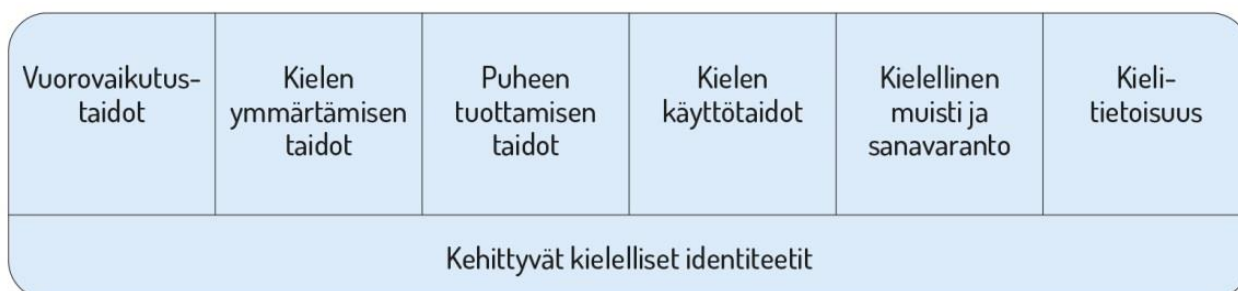 Vuorovaikutus-
taidot
Kielen
ymmärtämisen
taidot
Puheen
tuottamisen
taidot
Kielen
käyttötaidot
Kielellinen
muisti ja
sanavaranto
Kieli-
tietoisuus
Kehittyvät kielelliset identiteetit